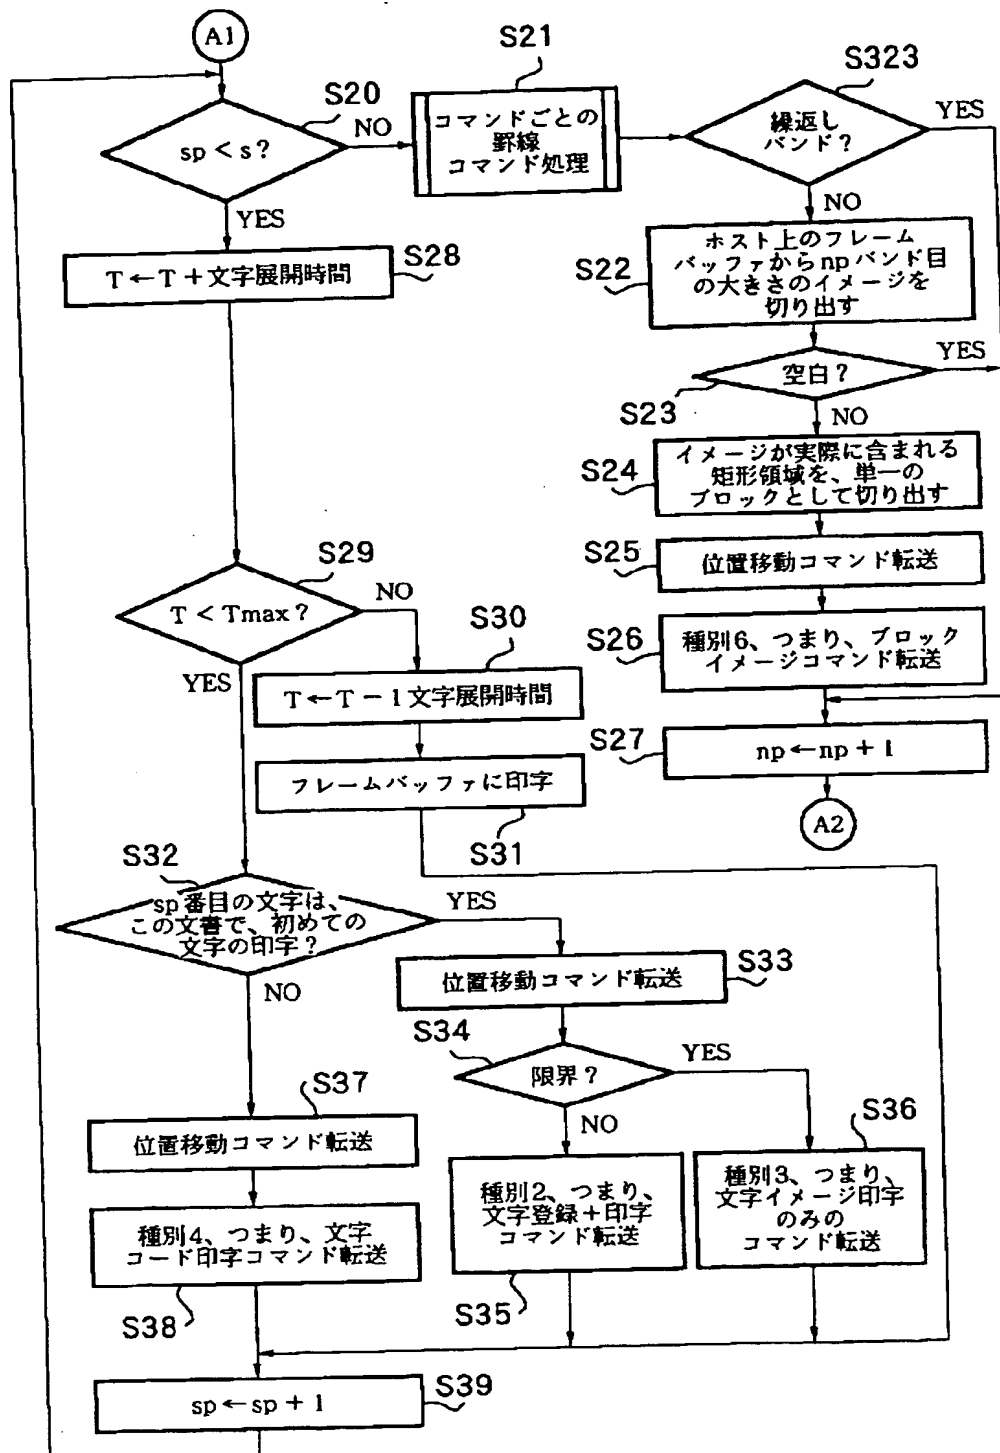 A1
S20
sp < s ?
NO
YES
S21
コマンドごとの
罫線
コマンド処理
S323
繰返し
バンド?
YES
NO
S22
ホスト上のフレーム
バッファからnpバンド目
の大きさのイメージを
切り出す
S23
空白?
YES
NO
S24
イメージが実際に含まれる
矩形領域を、単一の
ブロックとして切り出す
S25
位置移動コマンド転送
S26
種別6、つまり、ブロック
イメージコマンド転送
S27
np←np+1
A2
S28
T←T+文字展開時間
S29
T<Tmax?
NO
YES
S30
T←T-1文字展開時間
フレームバッファに印字
S31
S32
sp番目の文字は、
この文書で、初めての
文字の印字?
YES
NO
S33
位置移動コマンド転送
S34
限界?
YES
NO
S35
種別2、つまり、
文字登録+印字
コマンド転送
S36
種別3、つまり、
文字イメージ印字
のみの
コマンド転送
S37
位置移動コマンド転送
種別4、つまり、文字
コード印字コマンド転送
S38
S39
sp←sp+1